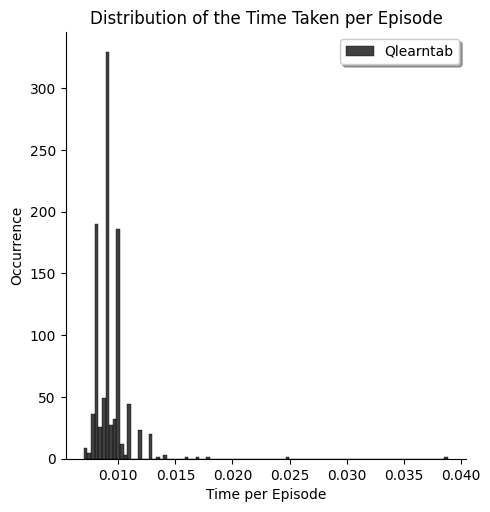 Distribution of the Time Taken per Episode
Qlearntab
Occurrence
300
250
200
150
100
50
0
0.010 0.015 0.020 0.025 0.030 0.035 0.040
Time per Episode